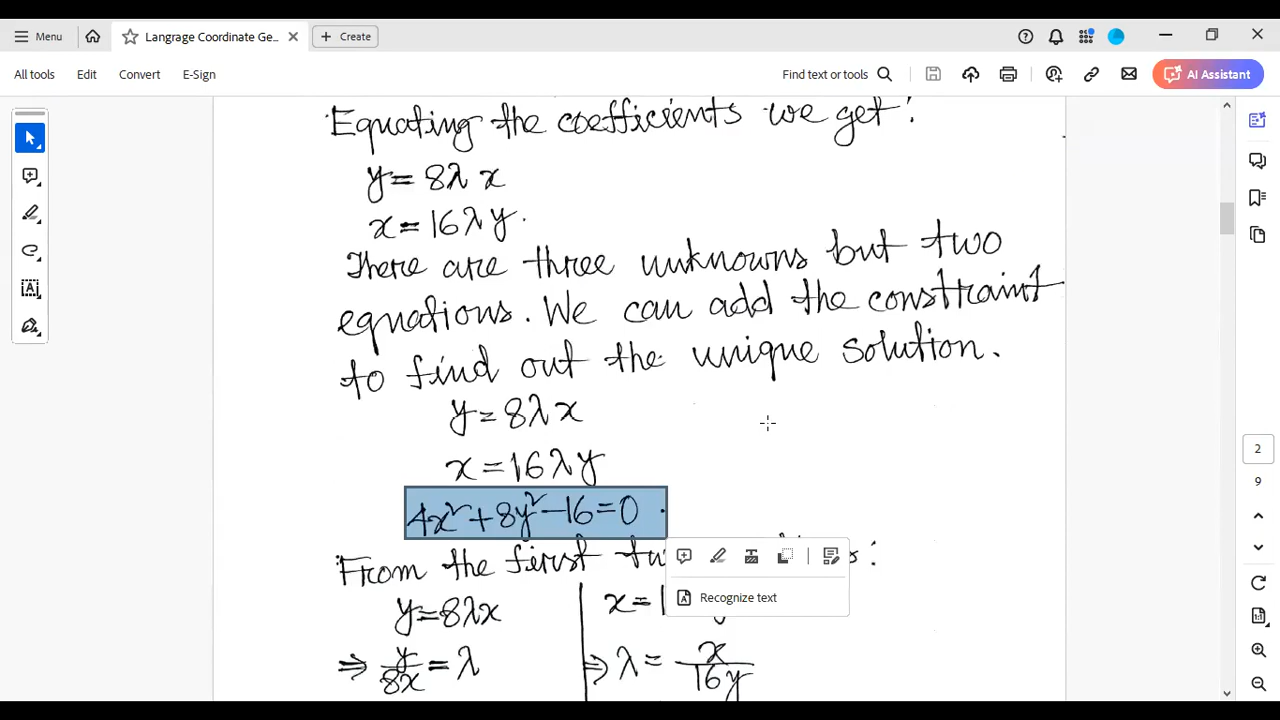 Menu
Langrage Coordinate Ge...
Create
All tools
Edit
Convert
E-Sign
Find text or tools
AI Assistant
Equating the coefficients we get:
y = 8λx
x = 16λy.
There are three unknowns but two
equations. We can add the constraint
to find out the unique solution.
y = 8λx
x = 16λy
4x² + 8y² - 16 = 0.
From the first :
y = 8λx
x =
⇒ y/8x = λ
⇒ λ = x/16y
Recognize text
2
9